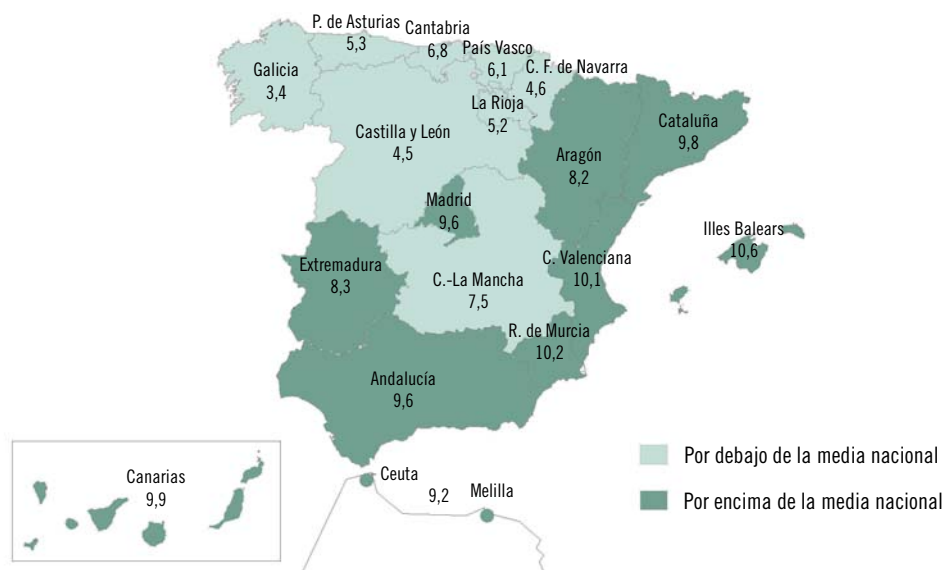 P. de Asturias
5,3
Cantabria
6,8
País Vasco
6,1
C. F. de Navarra
4,6
Galicia
3,4
La Rioja
5,2
Castilla y León
4,5
Cataluña
9,8
Aragón
8,2
Madrid
9,6
Illes Balears
10,6
Extremadura
8,3
C. Valenciana
10,1
C.-La Mancha
7,5
R. de Murcia
10,2
Andalucía
9,6
Por debajo de la media nacional
Por encima de la media nacional
Canarias
9,9
Ceuta
9,2
Melilla